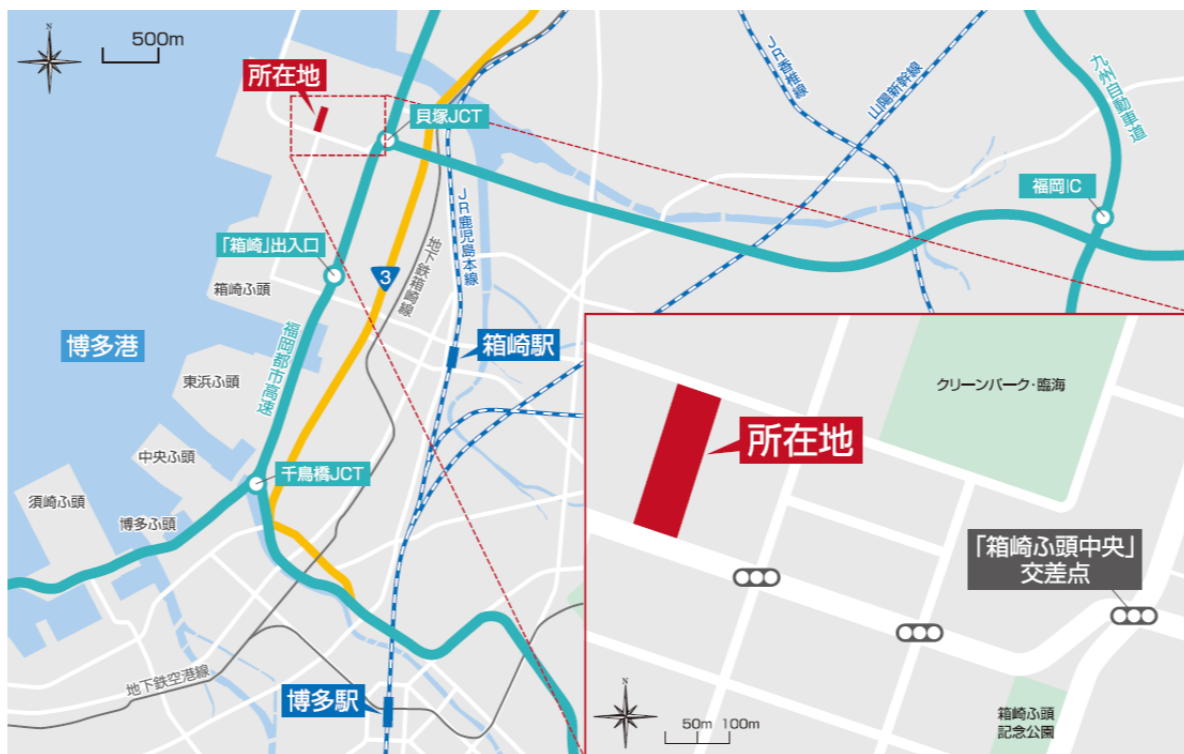 N
500m
所在地
貝塚JCT
JR香椎線
山陽新幹線
九州自動車道
福岡IC
「箱崎」出入口
箱崎ふ頭
3
地下鉄箱崎線
JR鹿児島本線
博多港
福岡都市高速
箱崎駅
東浜ふ頭
中央ふ頭
千鳥橋JCT
須崎ふ頭
博多ふ頭
地下鉄空港線
博多駅
クリーンパーク・臨海
所在地
「箱崎ふ頭中央」
交差点
N
50m 100m
箱崎ふ頭
記念公園